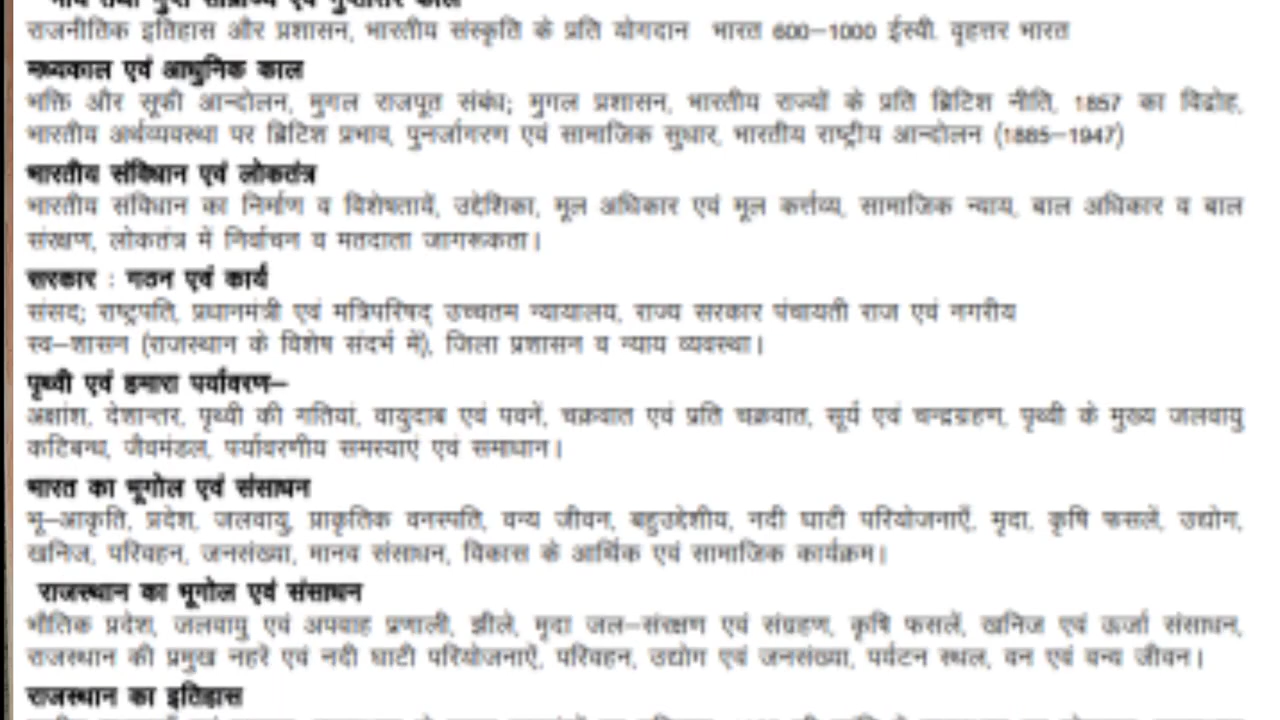 मौर्य तथा गुप्त साम्राज्य एवं गुप्तोत्तर काल
राजनीतिक इतिहास और प्रशासन, भारतीय संस्कृति के प्रति योगदान भारत 600–1000 ईस्वी. वृहत्तर भारत
मध्यकाल एवं आधुनिक काल
भक्ति और सूफी आन्दोलन, मुगल राजपूत संबंध; मुगल प्रशासन, भारतीय राज्यों के प्रति ब्रिटिश नीति, 1857 का विद्रोह,
भारतीय अर्थव्यवस्था पर ब्रिटिश प्रभाव, पुनर्जागरण एवं सामाजिक सुधार, भारतीय राष्ट्रीय आन्दोलन (1885–1947)
भारतीय संविधान एवं लोकतंत्र
भारतीय संविधान का निर्माण व विशेषतायें, उद्देशिका, मूल अधिकार एवं मूल कर्त्तव्य, सामाजिक न्याय, बाल अधिकार व बाल
संरक्षण, लोकतंत्र में निर्वाचन व मतदाता जागरूकता।
सरकार : गठन एवं कार्य
संसद; राष्ट्रपति, प्रधानमंत्री एवं मंत्रिपरिषद् उच्चतम न्यायालय, राज्य सरकार पंचायती राज एवं नगरीय
स्व–शासन (राजस्थान के विशेष संदर्भ में), जिला प्रशासन व न्याय व्यवस्था।
पृथ्वी एवं हमारा पर्यावरण–
अक्षांश, देशान्तर, पृथ्वी की गतियां, वायुदाब एवं पवनें, चक्रवात एवं प्रति चक्रवात, सूर्य एवं चन्द्रग्रहण, पृथ्वी के मुख्य जलवायु
कटिबन्ध, जैवमंडल, पर्यावरणीय समस्याएं एवं समाधान।
भारत का भूगोल एवं संसाधन
भू–आकृति, प्रदेश, जलवायु, प्राकृतिक वनस्पति, वन्य जीवन, बहुउद्देशीय, नदी घाटी परियोजनाऐं, मृदा, कृषि फसलें, उद्योग,
खनिज, परिवहन, जनसंख्या, मानव संसाधन, विकास के आर्थिक एवं सामाजिक कार्यक्रम।
राजस्थान का भूगोल एवं संसाधन
भौतिक प्रदेश, जलवायु एवं अपवाह प्रणाली, झीले, मृदा जल–संरक्षण एवं संग्रहण, कृषि फसलें, खनिज एवं ऊर्जा संसाधन,
राजस्थान की प्रमुख नहरें एवं नदी घाटी परियोजनाऐं, परिवहन, उद्योग एवं जनसंख्या, पर्यटन स्थल, वन एवं वन्य जीवन।
राजस्थान का इतिहास